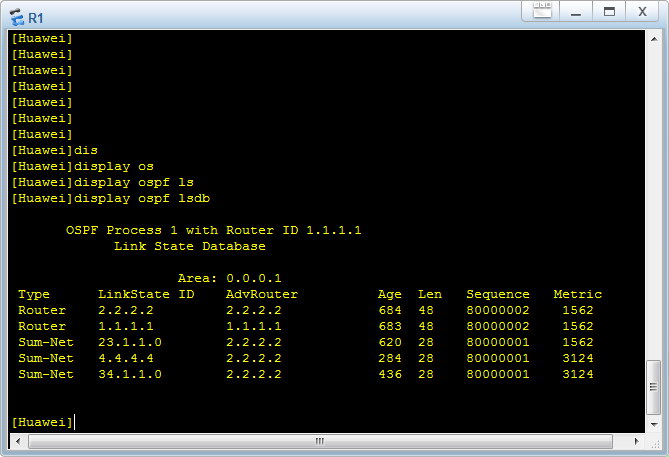 R1
[Huawei]
[Huawei]
[Huawei]
[Huawei]
[Huawei]
[Huawei]
[Huawei]
[Huawei]dis
[Huawei]display os
[Huawei]display ospf ls
[Huawei]display ospf lsdb
OSPF Process 1 with Router ID 1.1.1.1
Link State Database
Area: 0.0.0.1
Type LinkState ID AdvRouter Age Len Sequence Metric
Router 2.2.2.2 2.2.2.2 684 48 80000002 1562
Router 1.1.1.1 1.1.1.1 683 48 80000002 1562
Sum-Net 23.1.1.0 2.2.2.2 620 28 80000001 1562
Sum-Net 4.4.4.4 2.2.2.2 284 28 80000001 3124
Sum-Net 34.1.1.0 2.2.2.2 436 28 80000001 3124
[Huawei]